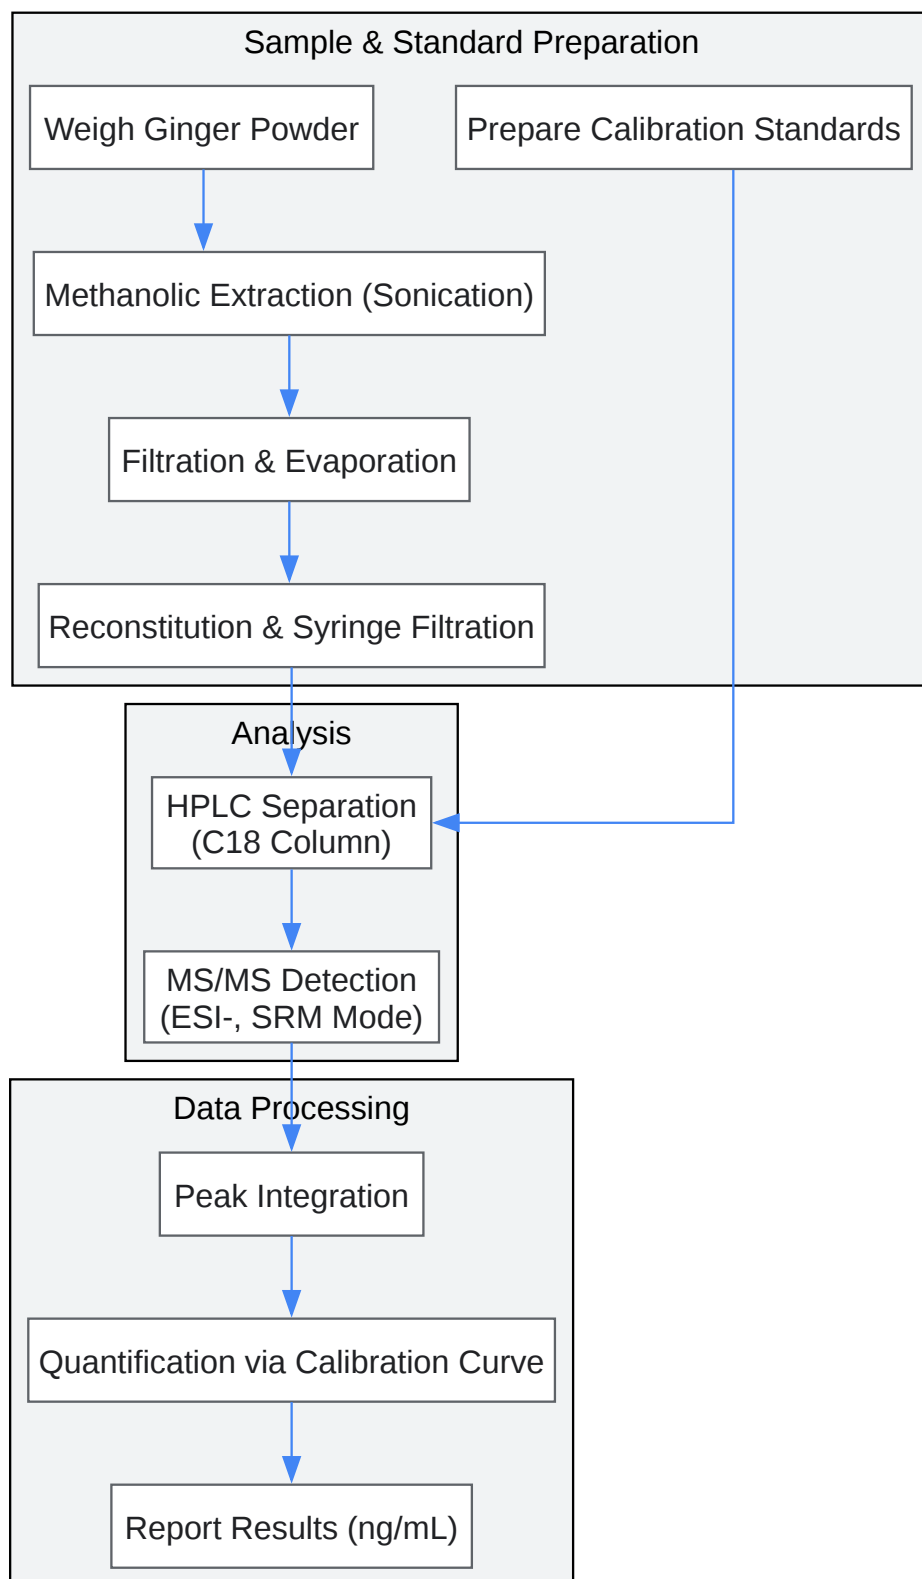 Sample & Standard Preparation
Weigh Ginger Powder
Prepare Calibration Standards
Methanolic Extraction (Sonication)
Filtration & Evaporation
Reconstitution & Syringe Filtration
Analysis
HPLC Separation
(C18 Column)
MS/MS Detection
(ESI-, SRM Mode)
Data Processing
Peak Integration
Quantification via Calibration Curve
Report Results (ng/mL)